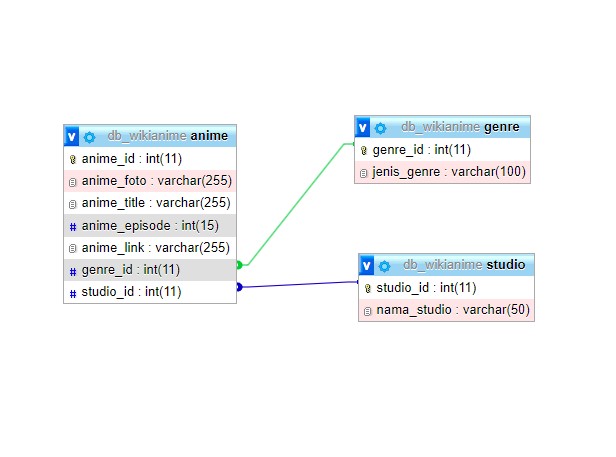 v db_wikianime anime
anime_id : int(11)
anime_foto : varchar(255)
anime_title : varchar(255)
# anime_episode : int(15)
anime_link : varchar(255)
# genre_id : int(11)
# studio_id : int(11)
v db_wikianime genre
genre_id : int(11)
jenis_genre : varchar(100)
v db_wikianime studio
studio_id : int(11)
nama_studio : varchar(50)